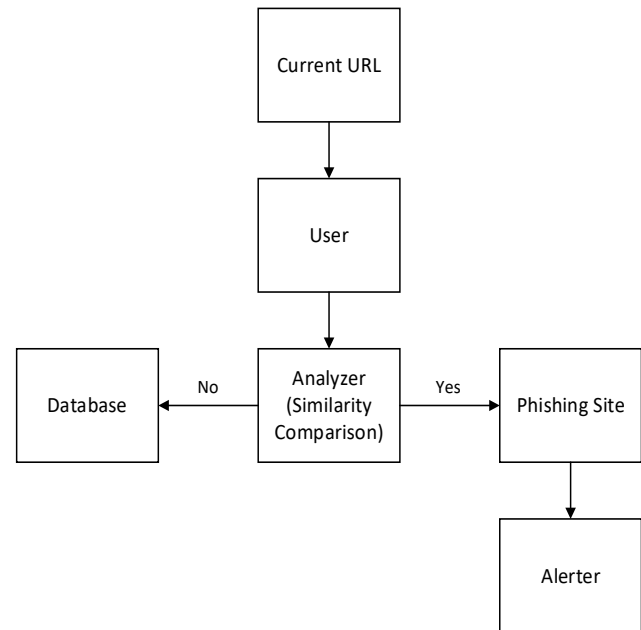 Current URL
User
Database
No
Analyzer
(Similarity
Comparison)
Yes
Phishing Site
Alerter